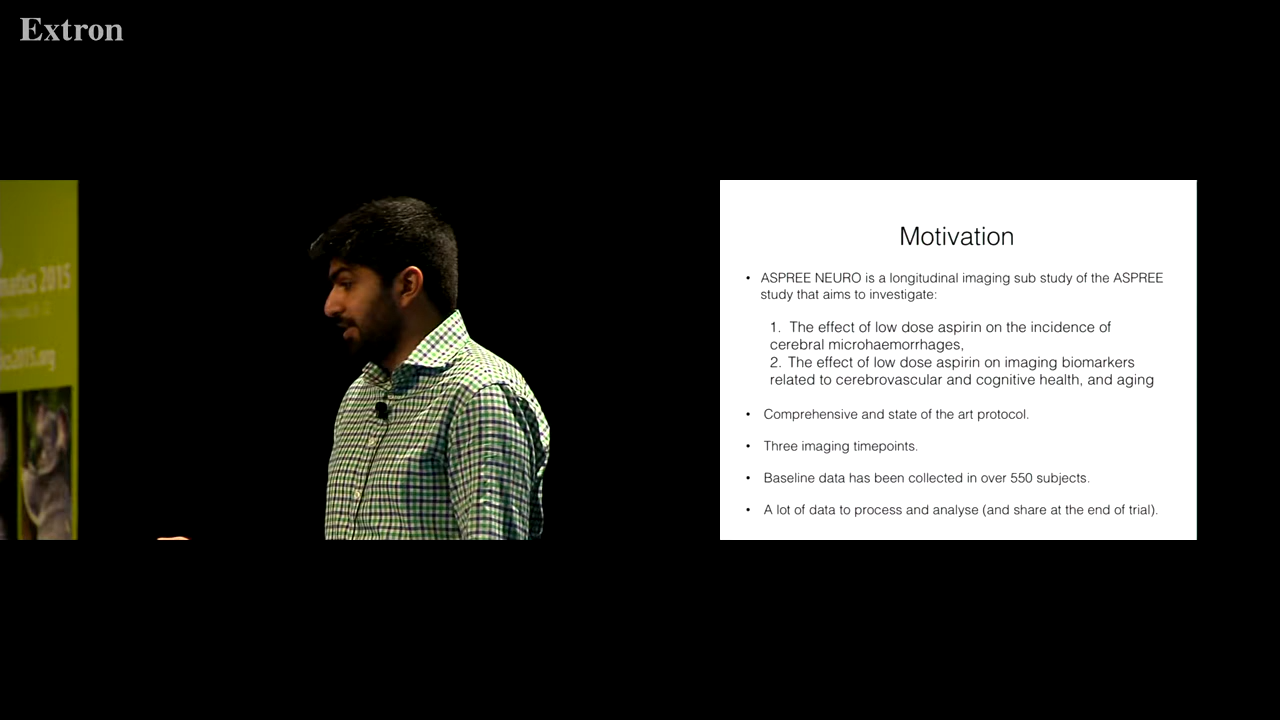 Extron
matics 2015
cs2015.org
Motivation
• ASPREE NEURO is a longitudinal imaging sub study of the ASPREE
study that aims to investigate:
1. The effect of low dose aspirin on the incidence of
cerebral microhaemorrhages,
2. The effect of low dose aspirin on imaging biomarkers
related to cerebrovascular and cognitive health, and aging
• Comprehensive and state of the art protocol.
• Three imaging timepoints.
• Baseline data has been collected in over 550 subjects.
• A lot of data to process and analyse (and share at the end of trial).